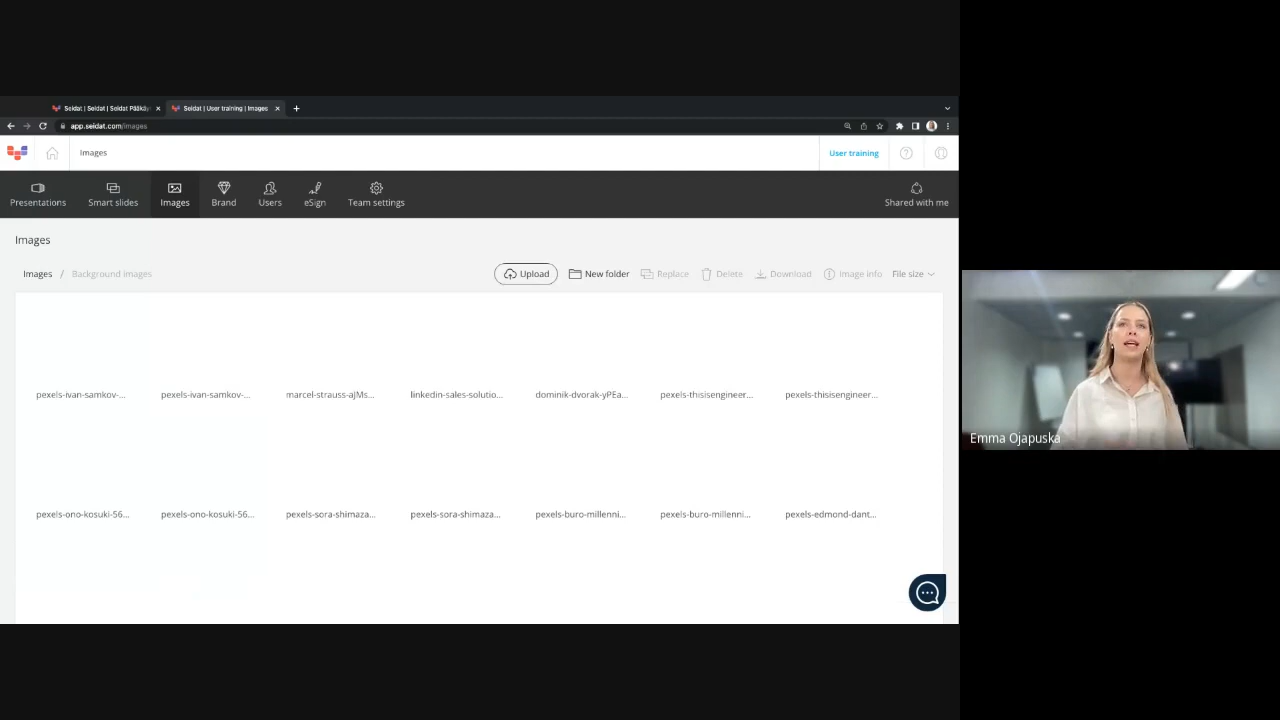 Seidat | Seidat | Seidat Pääkäy
Seidat | User training | Images
app.seidat.com/images
Images
User training
Presentations
Smart slides
Images
Brand
Users
eSign
Team settings
Shared with me
Images
Images / Background images
Upload
New folder
Replace
Delete
Download
Image info
File size
pexels-ivan-samkov-...
pexels-ivan-samkov-...
marcel-strauss-aJMs...
linkedin-sales-solutio...
dominik-dvorak-yPEa...
pexels-thisisengineer...
pexels-thisisengineer...
pexels-ono-kosuki-56...
pexels-ono-kosuki-56...
pexels-sora-shimaza...
pexels-sora-shimaza...
pexels-buro-millenni...
pexels-buro-millenni...
pexels-edmond-dant...
Emma Ojapuska